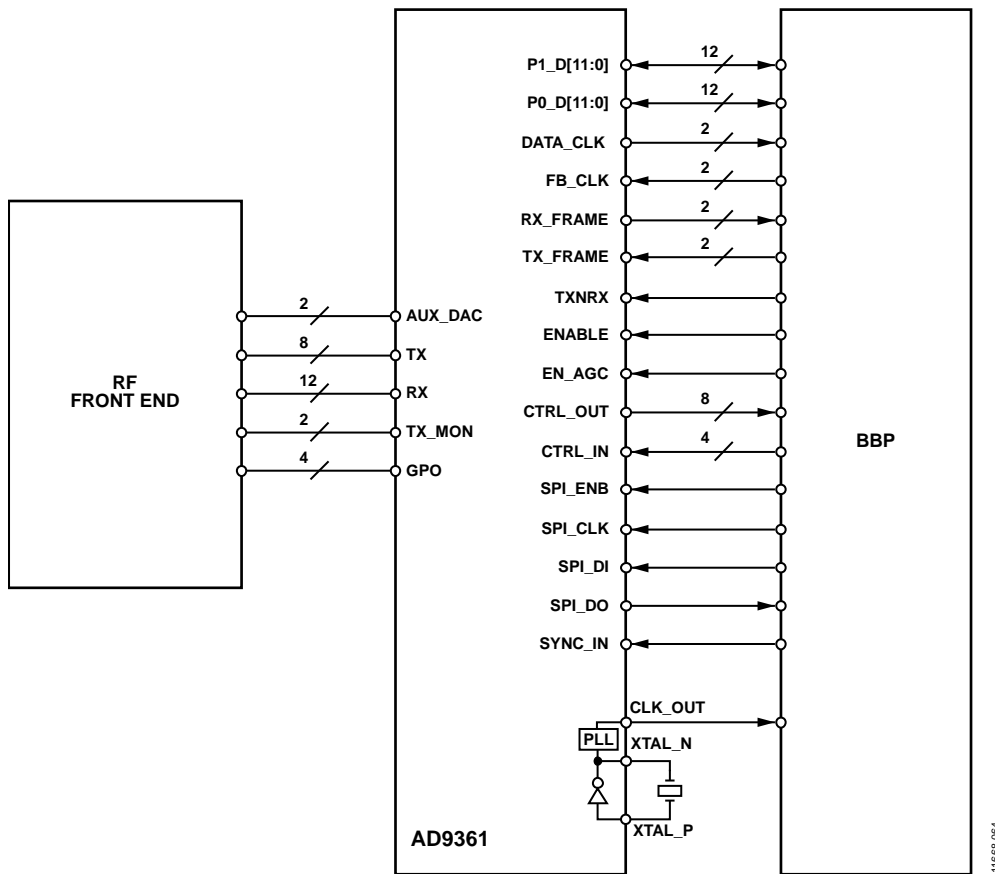 P1_D[11:0] 12
P0_D[11:0] 12
DATA_CLK 2
FB_CLK 2
RX_FRAME 2
TX_FRAME 2
TXNRX
ENABLE
EN_AGC
CTRL_OUT 8
CTRL_IN 4
SPI_ENB
SPI_CLK
SPI_DI
SPI_DO
SYNC_IN
CLK_OUT
PLL
XTAL_N
XTAL_P
AD9361
RF
FRONT END
2 AUX_DAC
8 TX
12 RX
2 TX_MON
4 GPO
BBP
11668-064